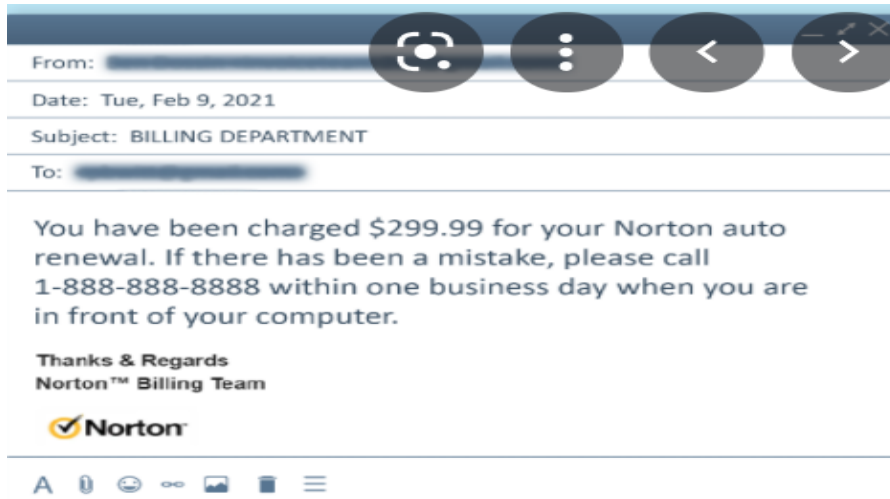 From:
Date: Tue, Feb 9, 2021
Subject: BILLING DEPARTMENT
To:
You have been charged $299.99 for your Norton auto
renewal. If there has been a mistake, please call
1-888-888-8888 within one business day when you are
in front of your computer.
Thanks & Regards
Norton™ Billing Team
Norton
A